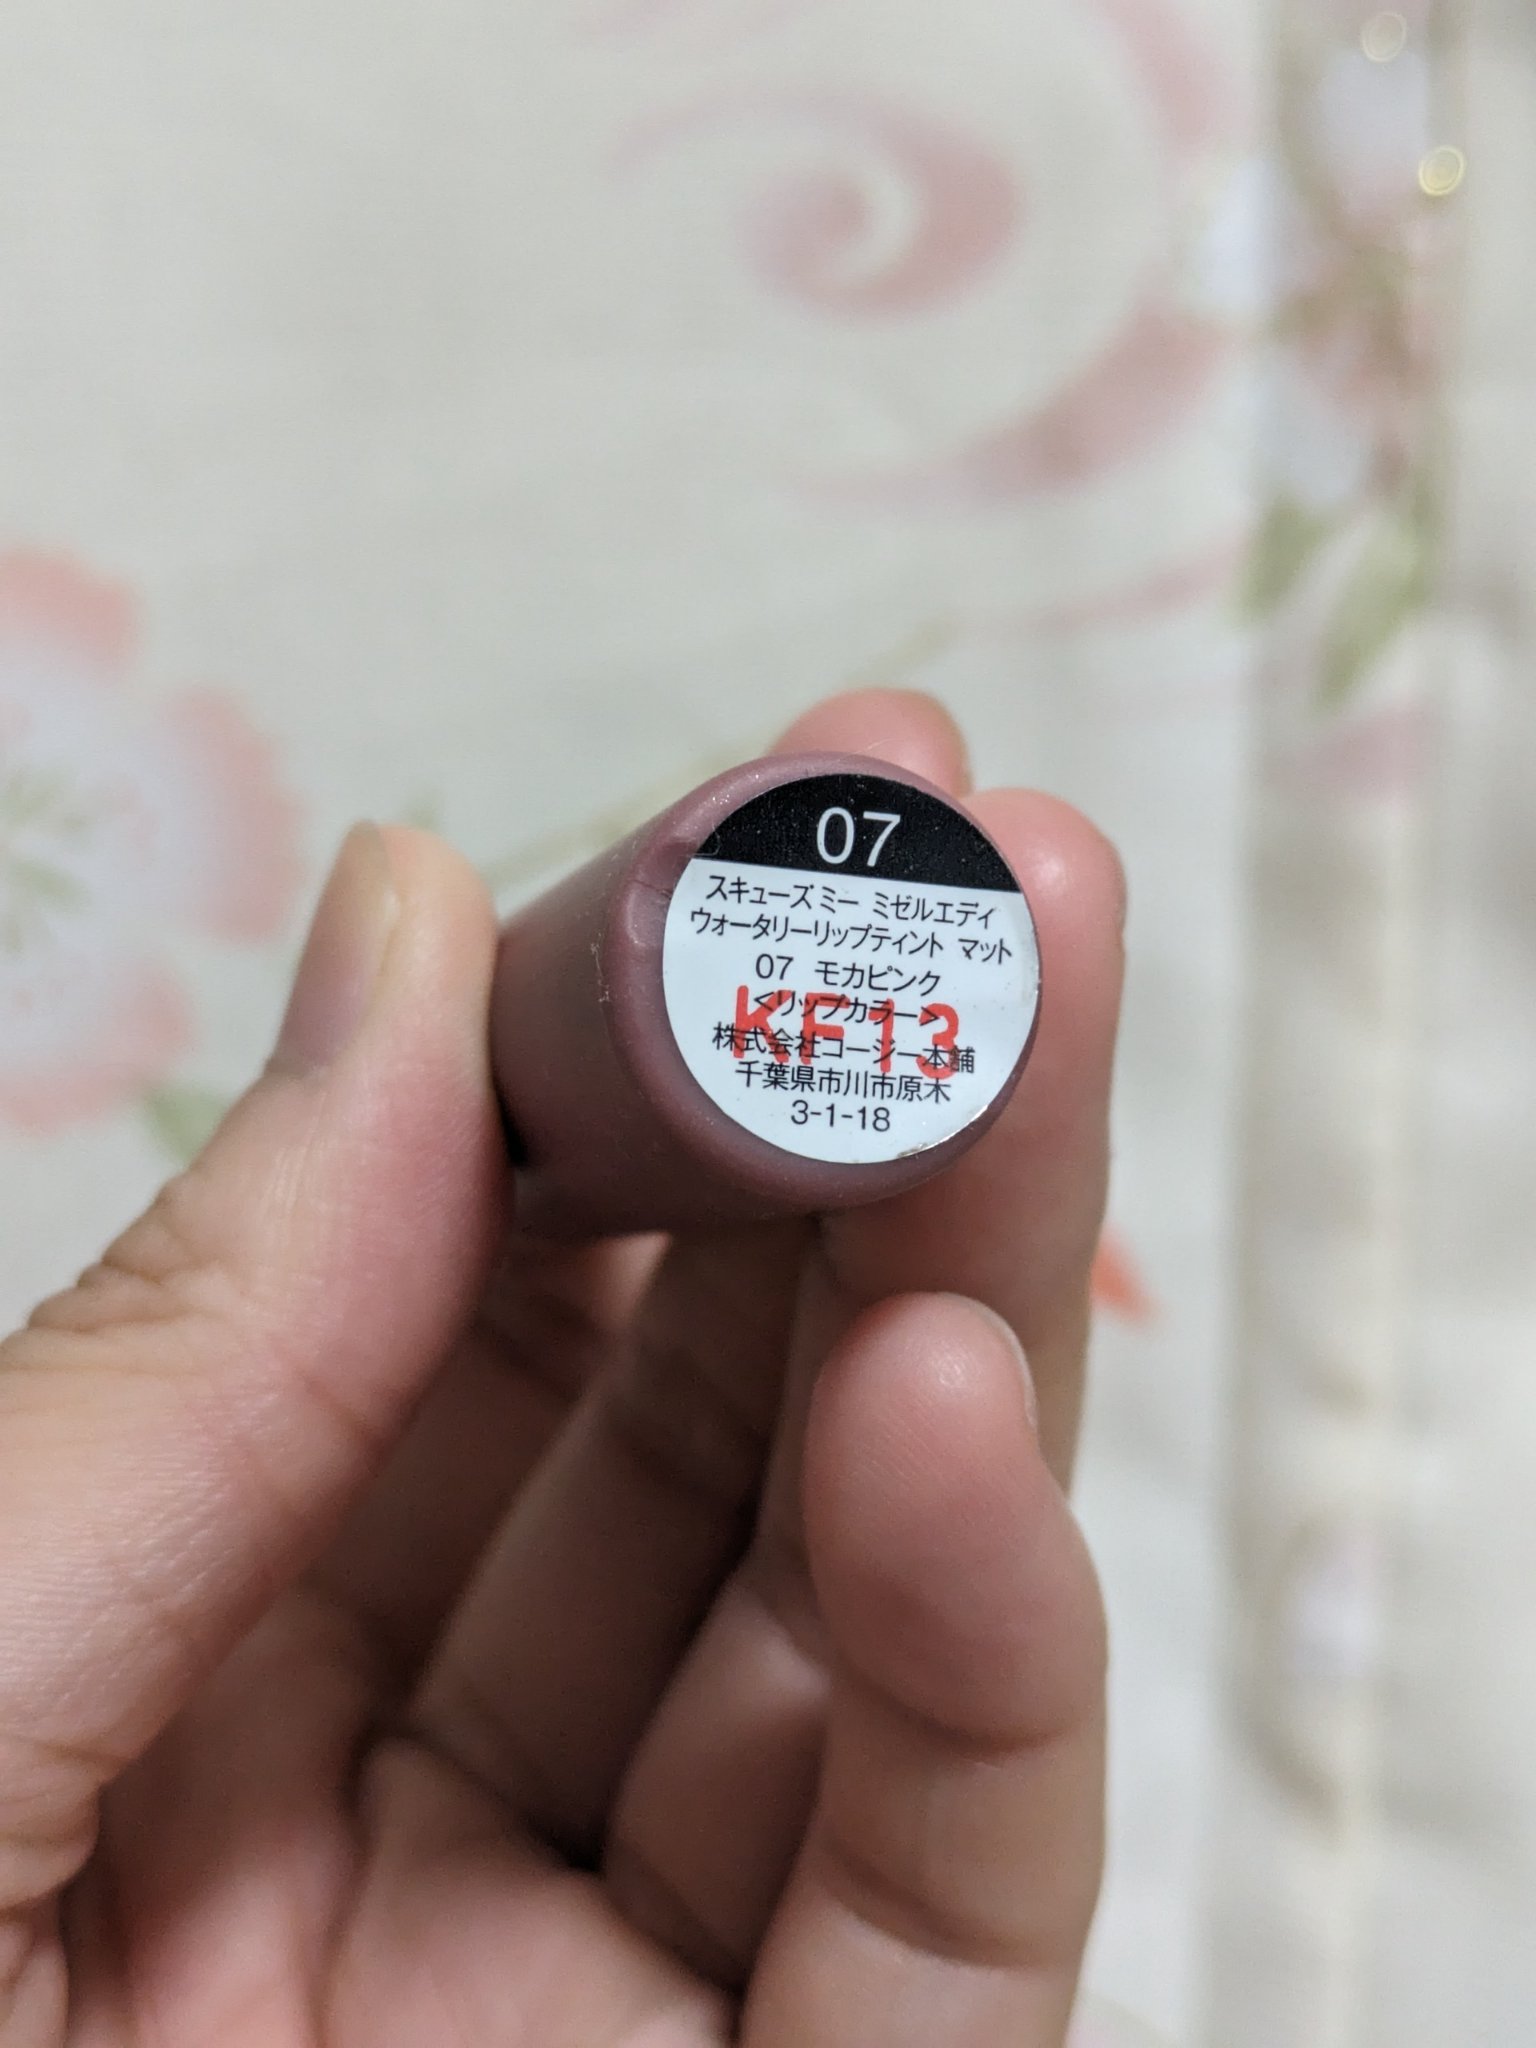 07
スキューズミー ミゼルエディ
ウォータリーリップティント マット
07 モカピンク
<リップカラー>
KF13
株式会社コージー本舗
千葉県市川市原木
3-1-18